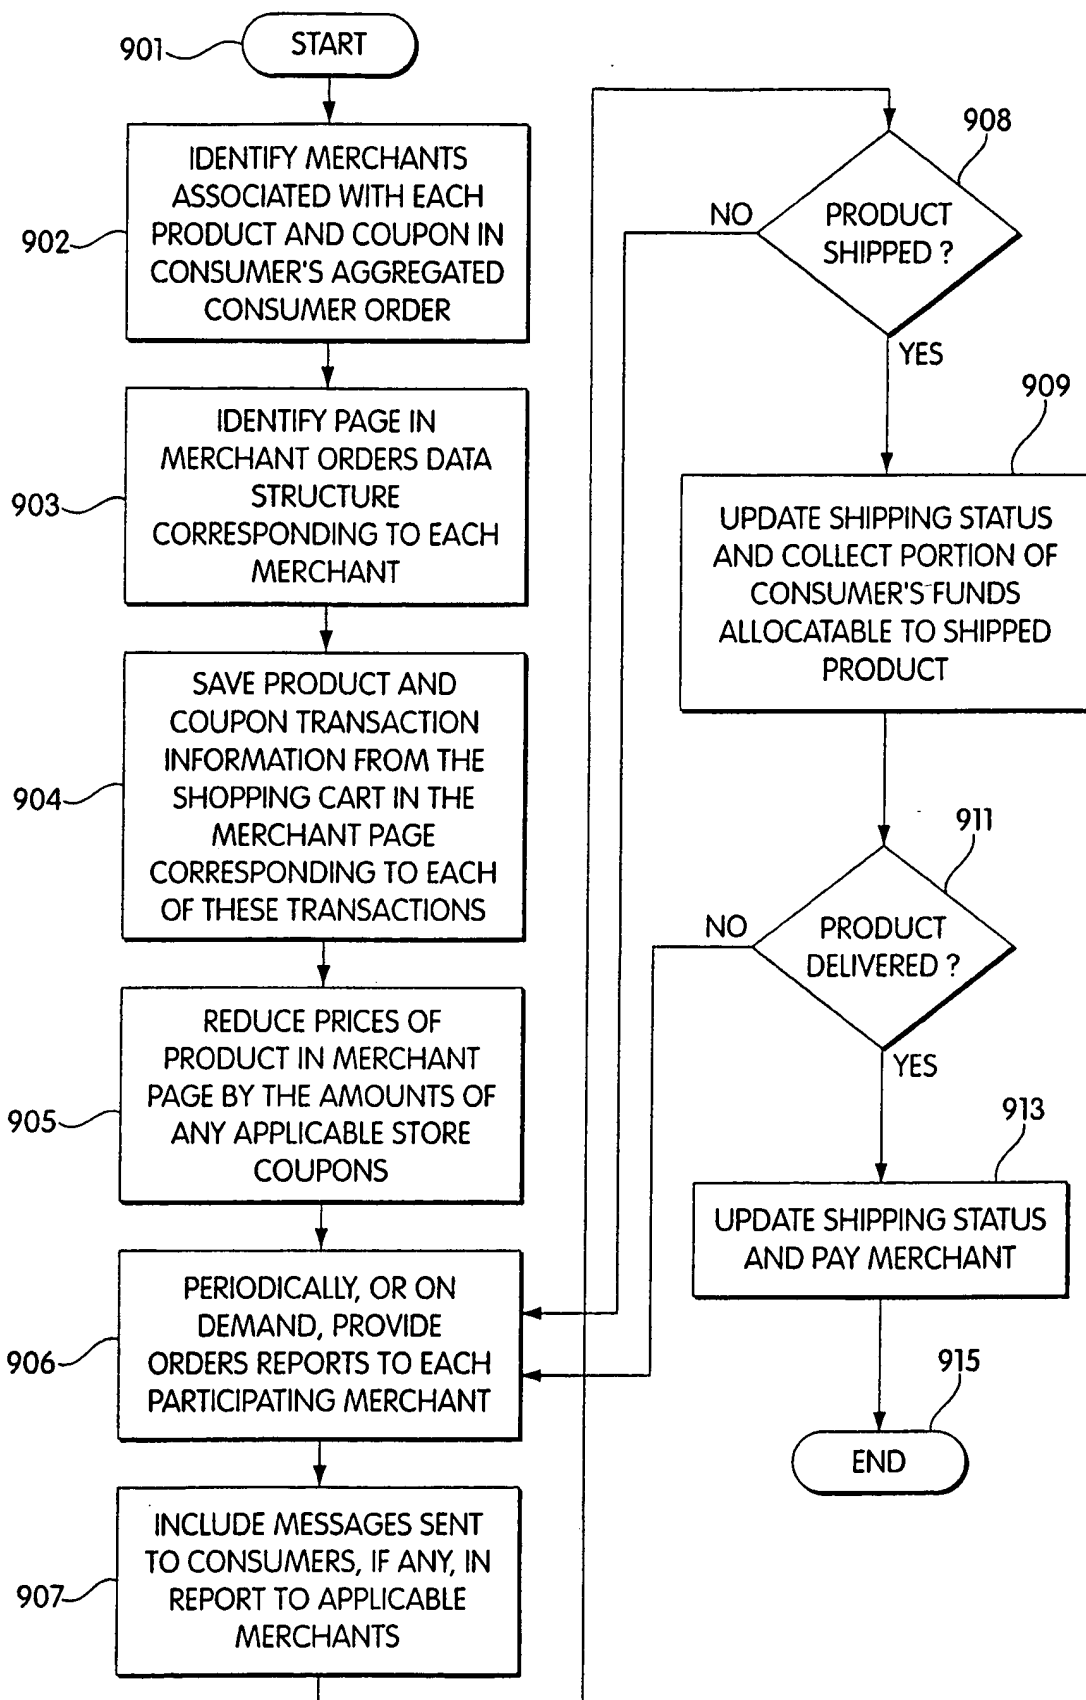 901
START
902
IDENTIFY MERCHANTS
ASSOCIATED WITH EACH
PRODUCT AND COUPON IN
CONSUMER'S AGGREGATED
CONSUMER ORDER
903
IDENTIFY PAGE IN
MERCHANT ORDERS DATA
STRUCTURE
CORRESPONDING TO EACH
MERCHANT
904
SAVE PRODUCT AND
COUPON TRANSACTION
INFORMATION FROM THE
SHOPPING CART IN THE
MERCHANT PAGE
CORRESPONDING TO EACH
OF THESE TRANSACTIONS
905
REDUCE PRICES OF
PRODUCT IN MERCHANT
PAGE BY THE AMOUNTS OF
ANY APPLICABLE STORE
COUPONS
906
PERIODICALLY, OR ON
DEMAND, PROVIDE
ORDERS REPORTS TO EACH
PARTICIPATING MERCHANT
907
INCLUDE MESSAGES SENT
TO CONSUMERS, IF ANY, IN
REPORT TO APPLICABLE
MERCHANTS
908
NO
PRODUCT
SHIPPED ?
YES
909
UPDATE SHIPPING STATUS
AND COLLECT PORTION OF
CONSUMER'S FUNDS
ALLOCATABLE TO SHIPPED
PRODUCT
911
NO
PRODUCT
DELIVERED ?
YES
913
UPDATE SHIPPING STATUS
AND PAY MERCHANT
915
END